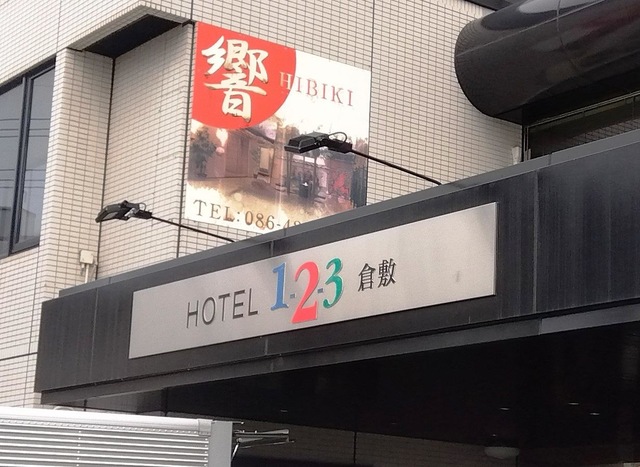 響
HIBIKI
TEL:086-4
HOTEL 1-2-3 倉敷